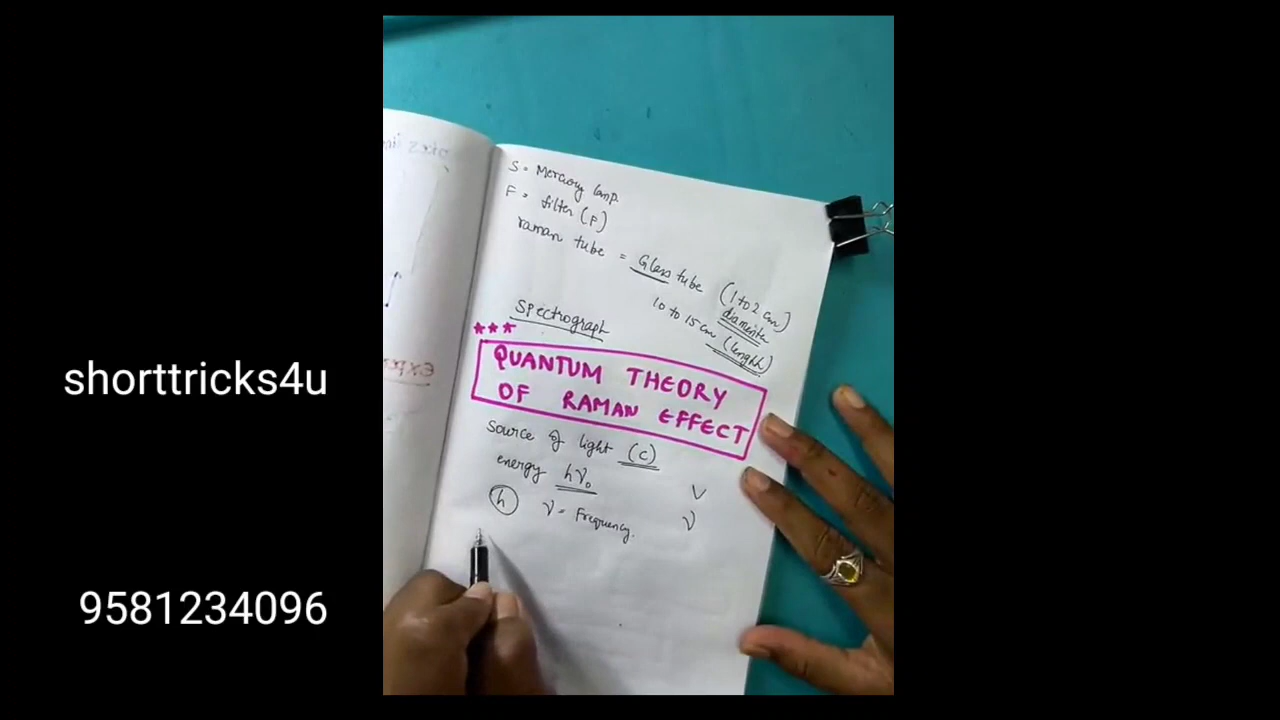 shorttricks4u
9581234096
S = Mercury lamp.
F = filter (F)
raman tube = Glass tube (1 to 2 cm)
diameter
10 to 15 cm (lenght)
Spectrograph
***
QUANTUM THEORY
OF RAMAN EFFECT
Source of light (C)
energy hν₀
ν
h ν = Frequency. ν